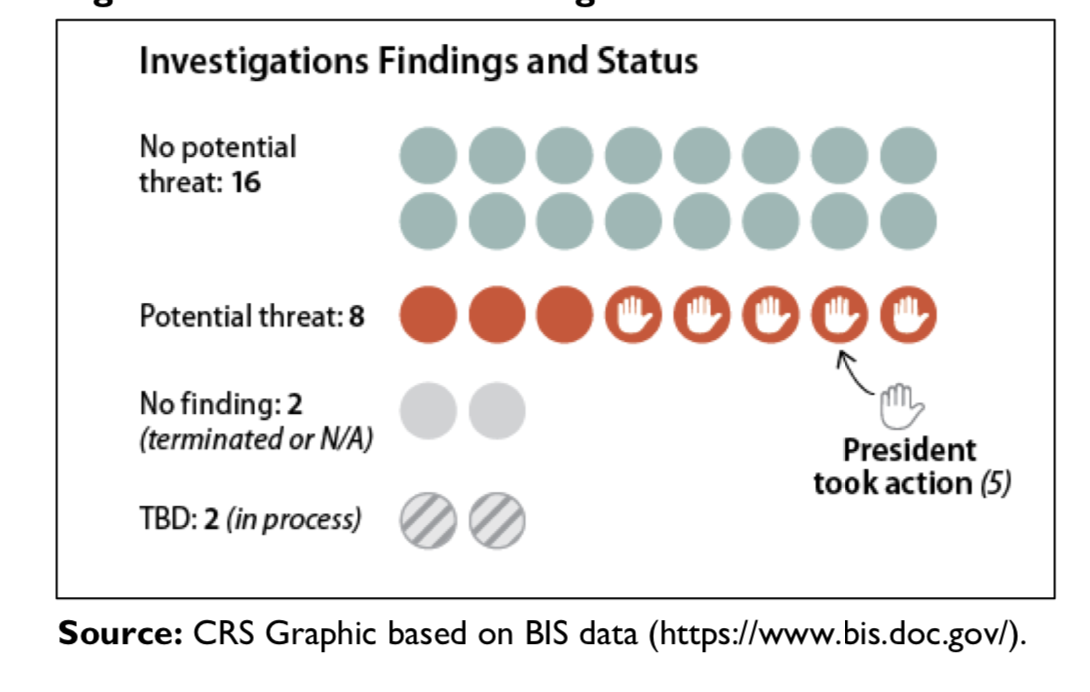 Investigations Findings and Status
No potential
threat: 16
Potential threat: 8
No finding: 2
(terminated or N/A)
President
took action (5)
TBD: 2 (in process)
Source: CRS Graphic based on BIS data (https://www.bis.doc.gov/).